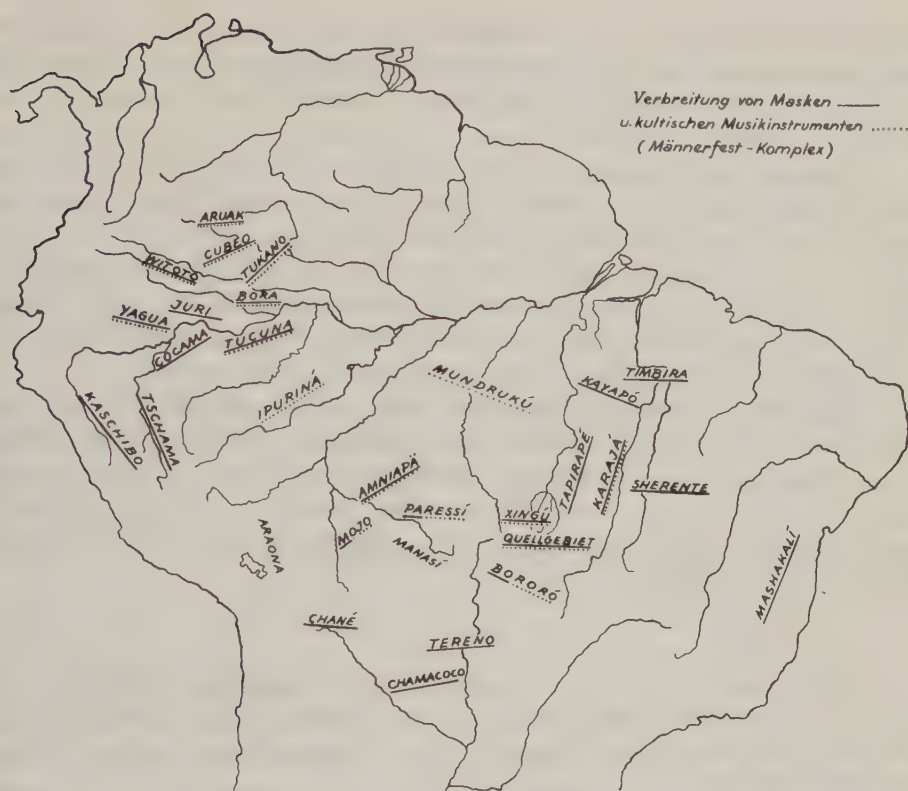 Verbreitung von Masken
u. kultischen Musikinstrumenten
(Männerfest-Komplex)
ARUAK
CUBEO
TUKANO
WITOTO
BORA
JURI
YAGUA
TUCUNA
COCAMA
IPURINÁ
KASCHIBO
TSCHAMA
MUNDRUKÚ
KAYAPÓ
TIMBIRA
TAPIRAPÉ
KARAJÁ
SHERENTE
AMNIAPÄ
PARESSÍ
XINGÚ
QUELLGEBIET
MOJO
MANASÍ
ARAONA
BORORÓ
MASHAKALÍ
CHANÉ
TERENO
CHAMACOCO